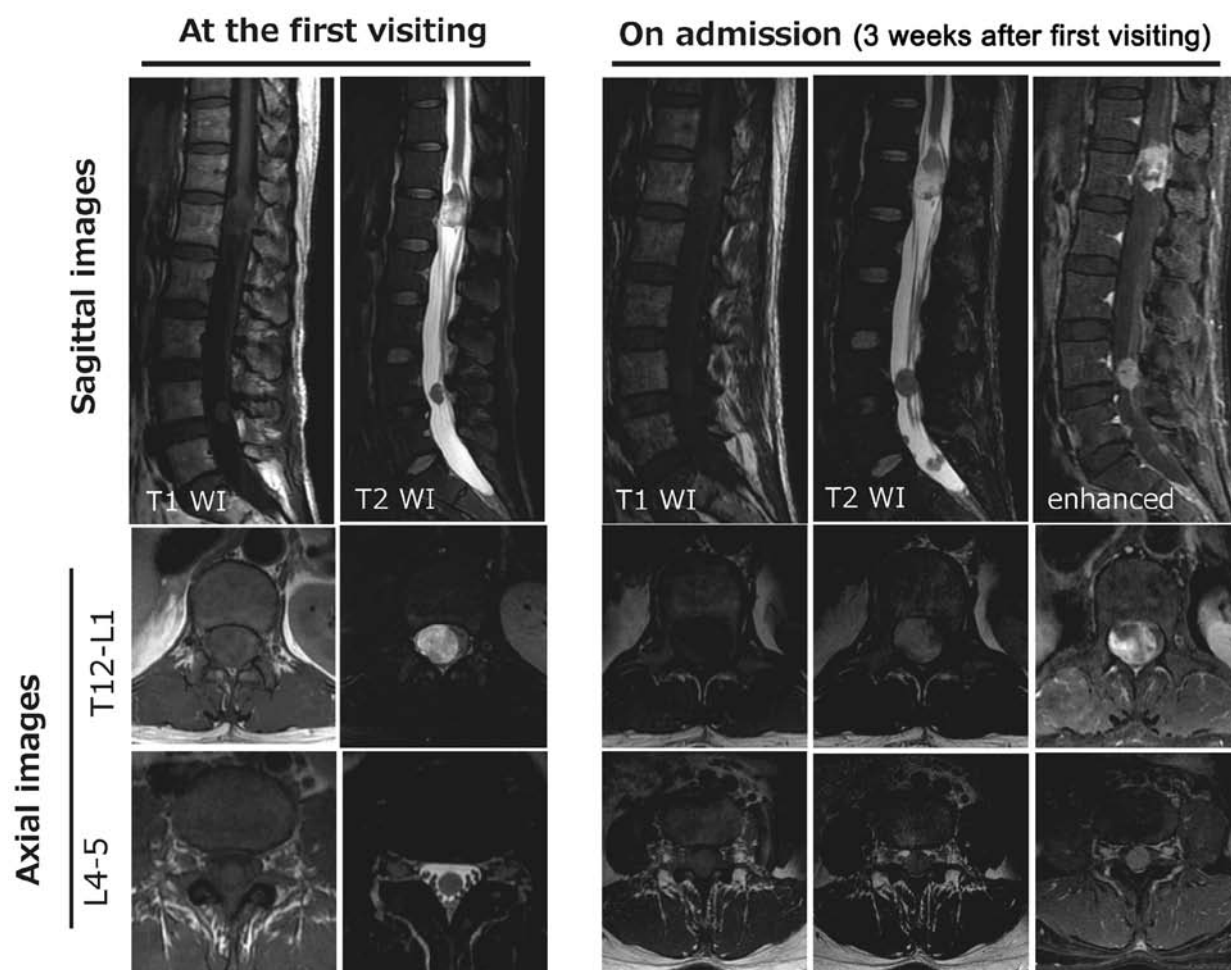 At the first visiting
On admission (3 weeks after first visiting)
Sagittal images
T1 WI
T2 WI
T1 WI
T2 WI
enhanced
Axial images
T12-L1
L4-5